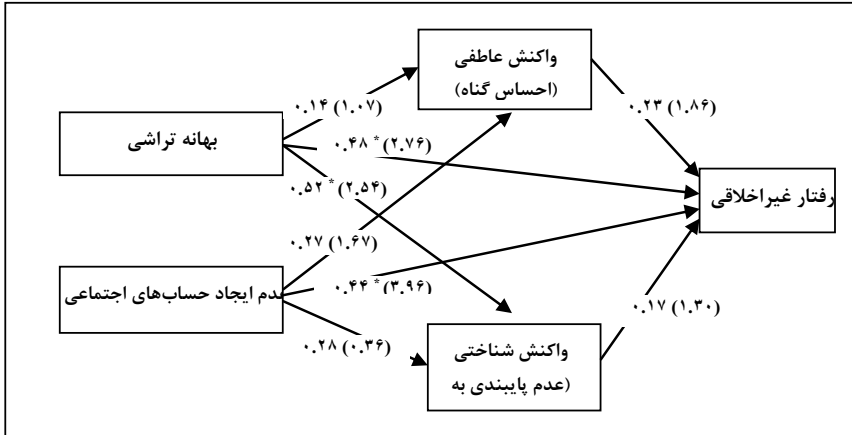 واکنش عاطفی
(احساس گناه)
۰.۱۴ (۱.۰۷)
۰.۲۳ (۱.۸۶)
بهانه تراشی
۰.۴۸ * (۲.۷۶)
۰.۵۲ * (۲.۵۴)
رفتار غیراخلاقی
۰.۲۷ (۱.۶۷)
عدم ایجاد حساب‌های اجتماعی
۰.۴۴ * (۳.۹۶)
۰.۱۷ (۱.۳۰)
۰.۲۸ (۰.۳۶)
واکنش شناختی
(عدم پایبندی به